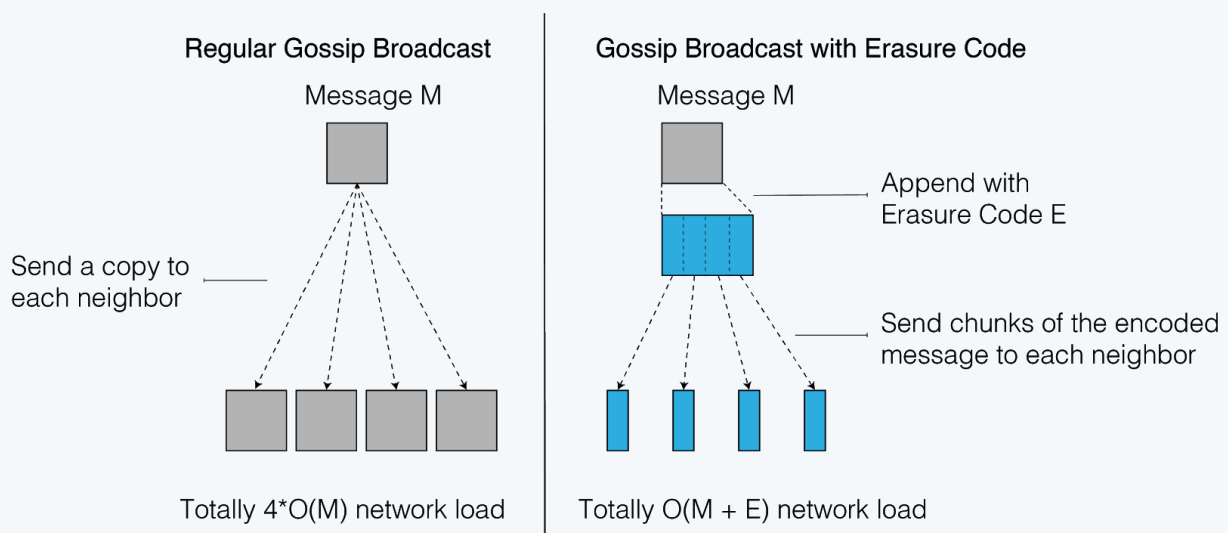 Regular Gossip Broadcast
Message M
Send a copy to
each neighbor
Totally 4*O(M) network load
Gossip Broadcast with Erasure Code
Message M
Append with
Erasure Code E
Send chunks of the encoded
message to each neighbor
Totally O(M + E) network load